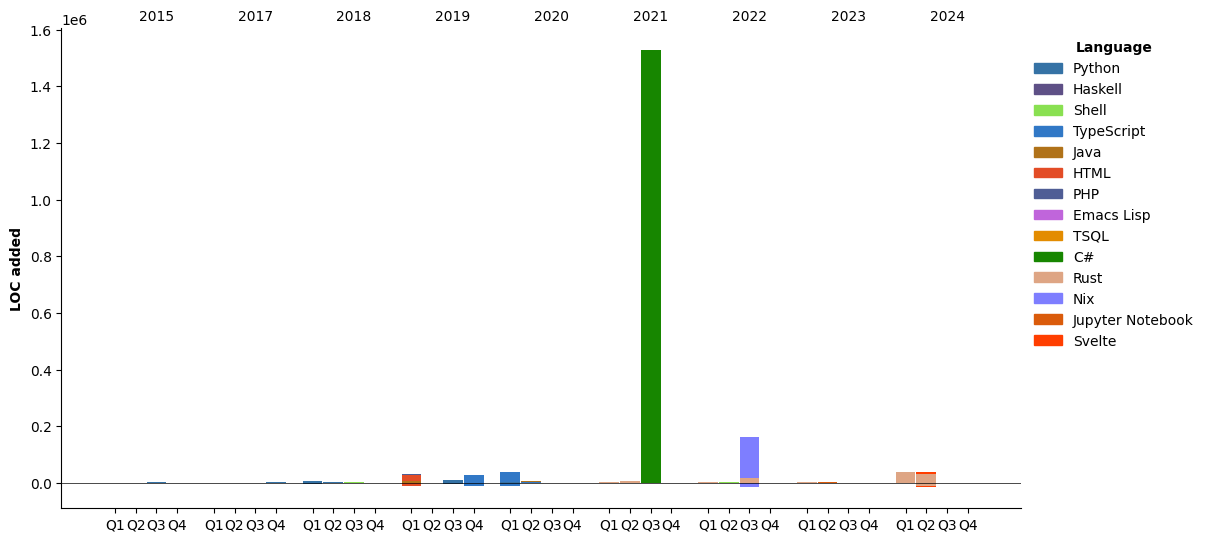 2015 2017 2018 2019 2020 2021 2022 2023 2024
1e6
1.6
1.4
1.2
1.0
0.8
0.6
0.4
0.2
0.0
LOC added
Q1 Q2 Q3 Q4 Q1 Q2 Q3 Q4 Q1 Q2 Q3 Q4 Q1 Q2 Q3 Q4 Q1 Q2 Q3 Q4 Q1 Q2 Q3 Q4 Q1 Q2 Q3 Q4 Q1 Q2 Q3 Q4 Q1 Q2 Q3 Q4
Language
Python
Haskell
Shell
TypeScript
Java
HTML
PHP
Emacs Lisp
TSQL
C#
Rust
Nix
Jupyter Notebook
Svelte